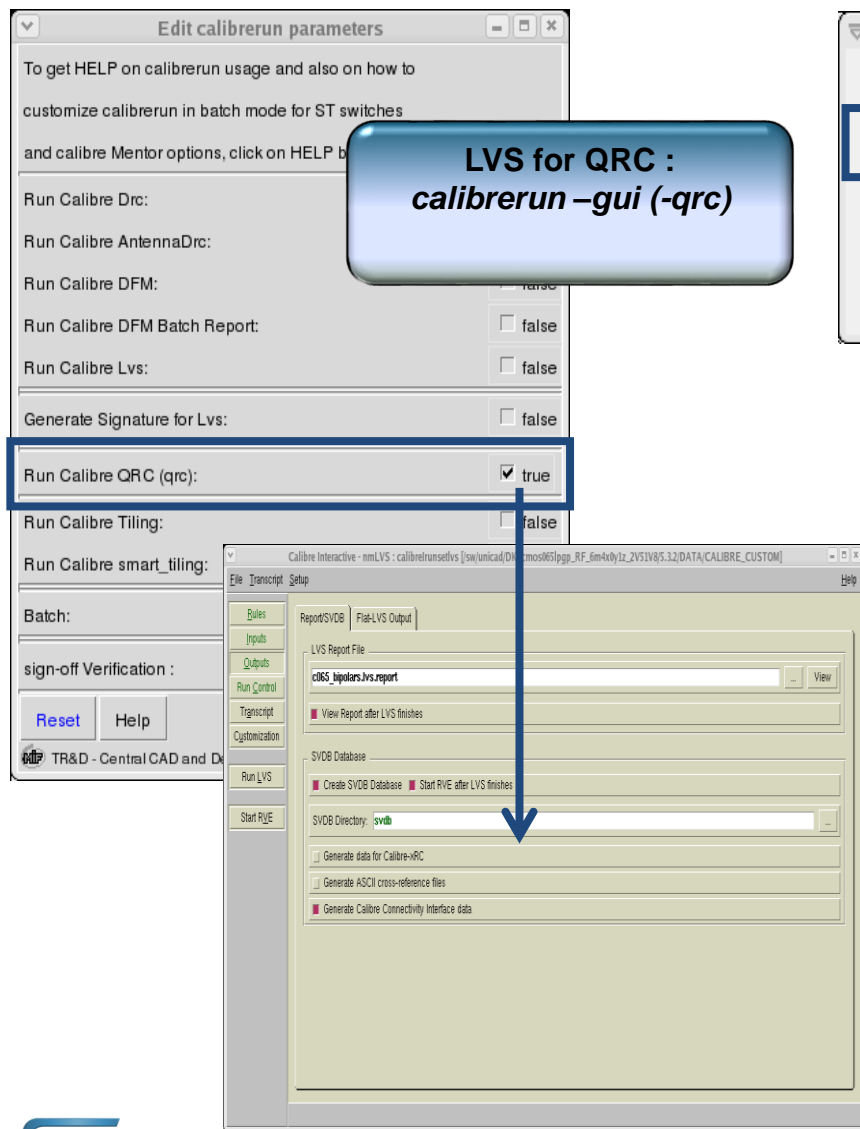 Edit calibrerun parameters
To get HELP on calibrerun usage and also on how to
customize calibrerun in batch mode for ST switches
and calibre Mentor options, click on HELP b
LVS for QRC :
calibrerun –gui (-qrc)
Run Calibre Drc:
Run Calibre AntennaDrc:
Run Calibre DFM:
false
Run Calibre DFM Batch Report:
false
Run Calibre Lvs:
false
Generate Signature for Lvs:
false
Run Calibre QRC (qrc):
true
Run Calibre Tiling:
false
Run Calibre smart_tiling:
Batch:
sign-off Verification :
Reset Help
TR&D - Central CAD and De
Calibre Interactive - nmLVS : calibrelrunsetlvs
File Transcript Setup
Help
Rules
Inputs
Outputs
Run Control
Transcript
Customization
Run LVS
Start RVE
Report/SVDB Flat-LVS Output
LVS Report File
c065_bipolars.lvs.report
... View
View Report after LVS finishes
SVDB Database
Create SVDB Database Start RVE after LVS finishes
SVDB Directory: svdb
...
Generate data for Calibre-xRC
Generate ASCII cross-reference files
Generate Calibre Connectivity Interface data